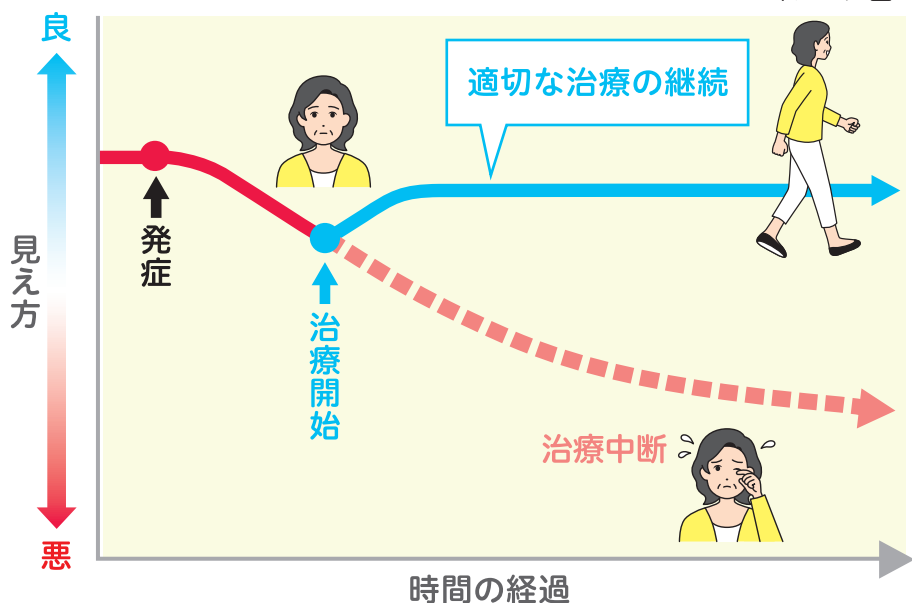 良
適切な治療の継続
発症
見え方
治療開始
治療中断
悪
時間の経過